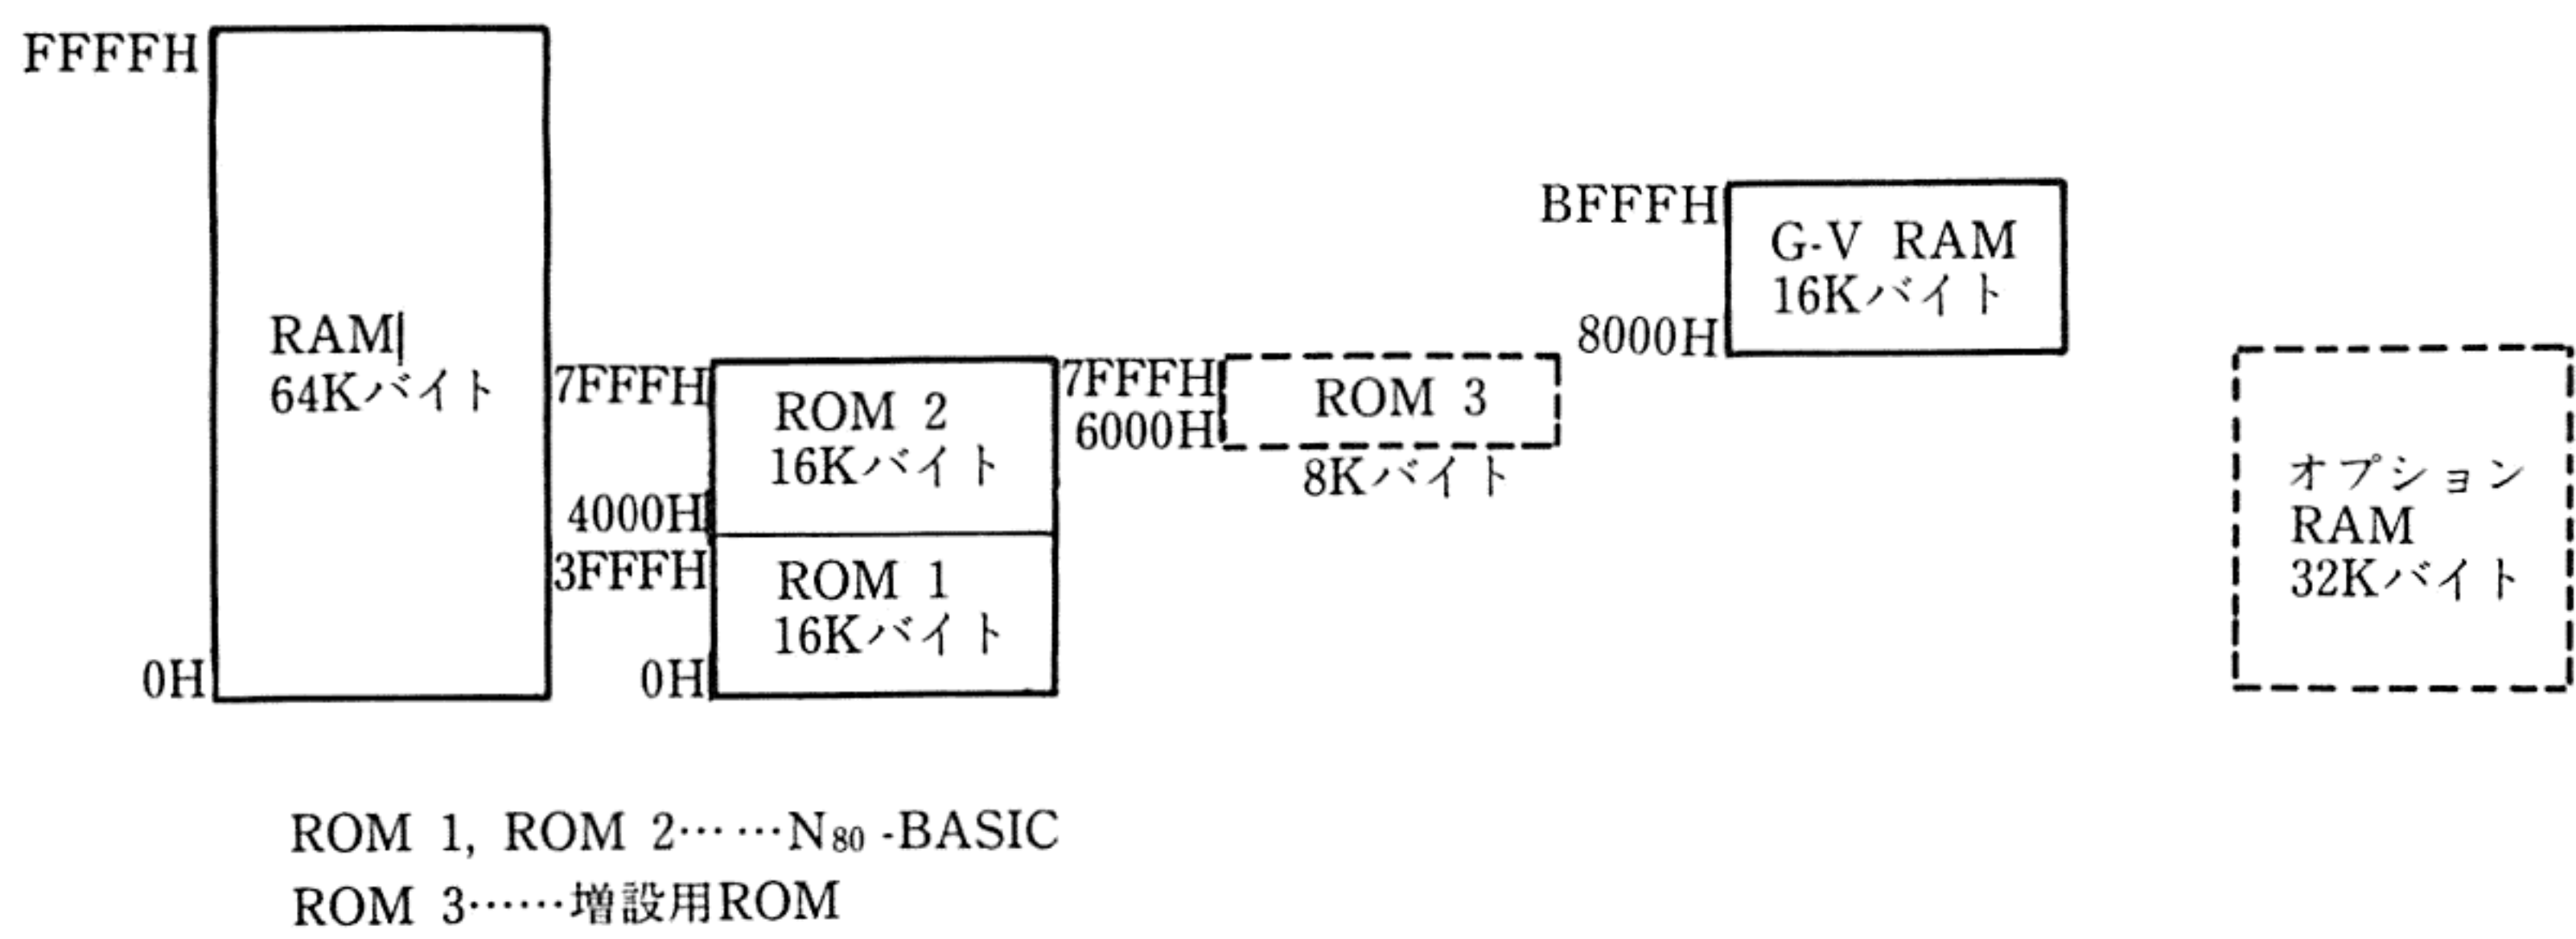 FFFFH
RAM
64Kバイト
0H
7FFFH
ROM 2
16Kバイト
4000H
3FFFH
ROM 1
16Kバイト
0H
7FFFH
6000H
ROM 3
8Kバイト
BFFFH
G-V RAM
16Kバイト
8000H
オプション
RAM
32Kバイト
ROM 1, ROM 2……N80-BASIC
ROM 3……増設用ROM